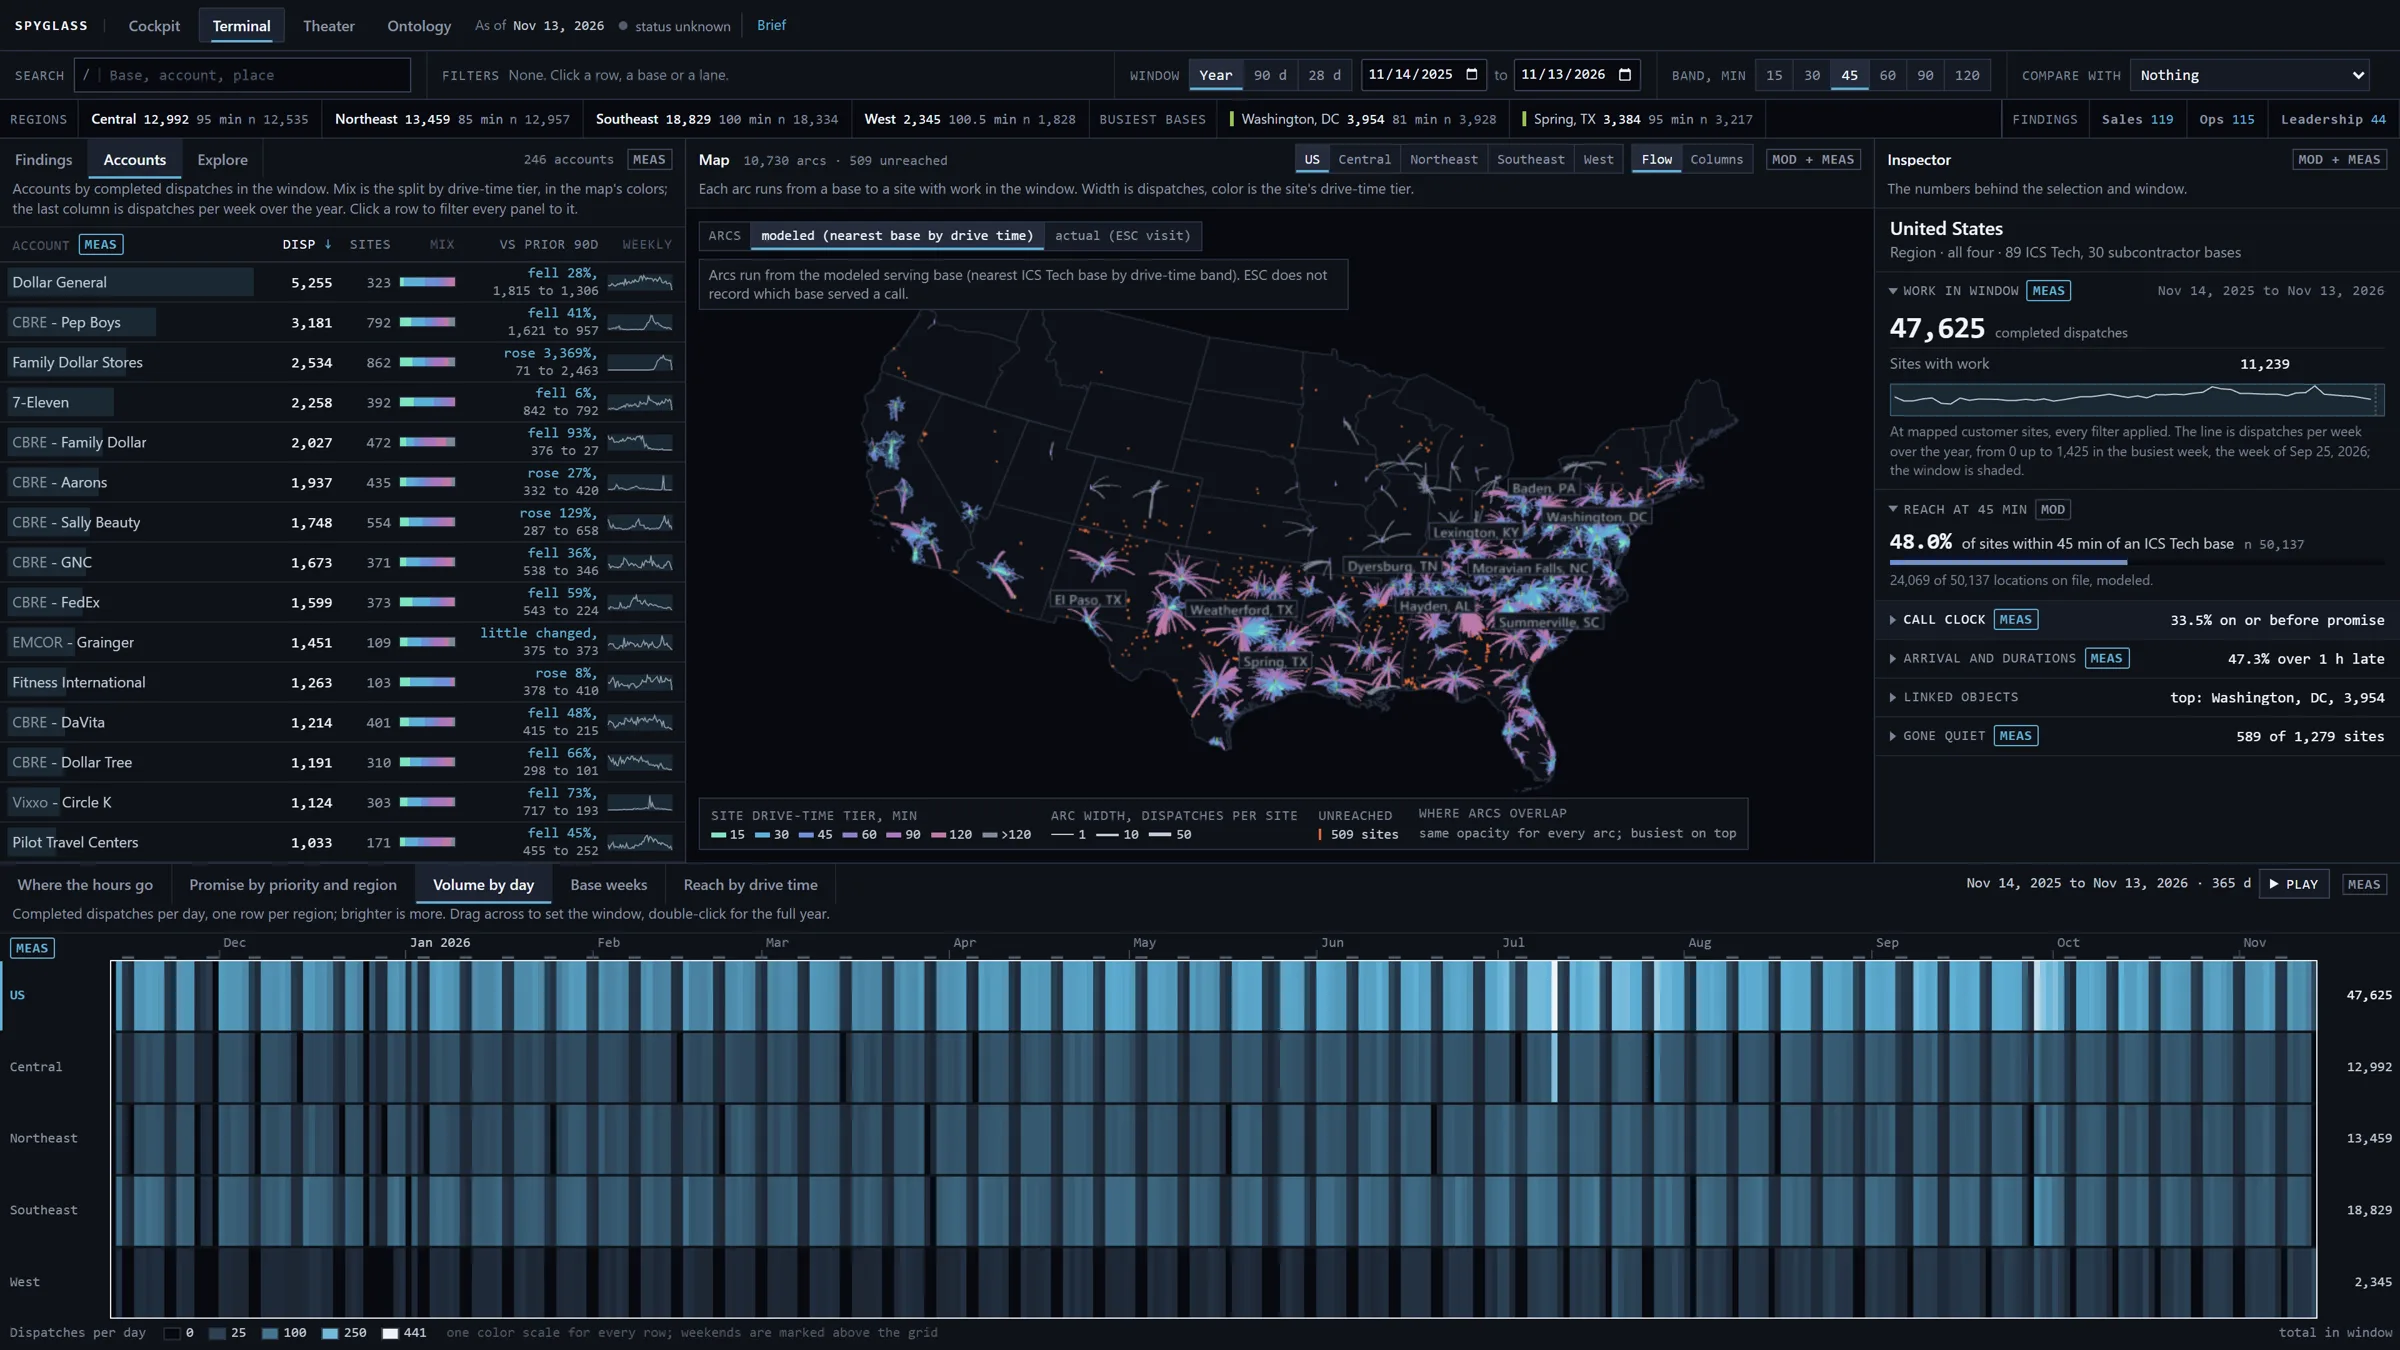 SPYGLASS Cockpit Terminal Theater Ontology As of Nov 13, 2026 status unknown Brief
SEARCH / Base, account, place FILTERS None. Click a row, a base or a lane. WINDOW Year 90 d 28 d 11/14/2025 to 11/13/2026 BAND, MIN 15 30 45 60 90 120 COMPARE WITH Nothing
REGIONS Central 12,992 95 min n 12,535 Northeast 13,459 85 min n 12,957 Southeast 18,829 100 min n 18,334 West 2,345 100.5 min n 1,828 BUSIEST BASES Washington, DC 3,954 81 min n 3,928 Spring, TX 3,384 95 min n 3,217 FINDINGS Sales 119 Ops 115 Leadership 44
Findings Accounts Explore 246 accounts MEAS
Accounts by completed dispatches in the window. Mix is the split by drive-time tier, in the map's colors;
the last column is dispatches per week over the year. Click a row to filter every panel to it.
ACCOUNT MEAS DISP ↓ SITES MIX VS PRIOR 90D WEEKLY
Dollar General 5,255 323 fell 28%,
1,815 to 1,306
CBRE - Pep Boys 3,181 792 fell 41%,
1,621 to 957
Family Dollar Stores 2,534 862 rose 3,369%,
71 to 2,463
7-Eleven 2,258 392 fell 6%,
842 to 792
CBRE - Family Dollar 2,027 472 fell 93%,
376 to 27
CBRE - Aarons 1,937 435 rose 27%,
332 to 420
CBRE - Sally Beauty 1,748 554 rose 129%,
287 to 658
CBRE - GNC 1,673 371 fell 36%,
538 to 346
CBRE - FedEx 1,599 373 fell 59%,
543 to 224
EMCOR - Grainger 1,451 109 little changed,
375 to 373
Fitness International 1,263 103 rose 8%,
378 to 410
CBRE - DaVita 1,214 401 fell 48%,
415 to 215
CBRE - Dollar Tree 1,191 310 fell 66%,
298 to 101
Vixxo - Circle K 1,124 303 fell 73%,
717 to 193
Pilot Travel Centers 1,033 171 fell 45%,
455 to 252
Map 10,730 arcs · 509 unreached US Central Northeast Southeast West Flow Columns MOD + MEAS
Each arc runs from a base to a site with work in the window. Width is dispatches, color is the site's drive-time tier.
ARCS modeled (nearest base by drive time) actual (ESC visit)
Arcs run from the modeled serving base (nearest ICS Tech base by drive-time band). ESC does not
record which base served a call.
Baden, PA
Washington, DC
Lexington, KY
Dyersburg, TN
Moravian Falls, NC
El Paso, TX
Weatherford, TX
Hayden, AL
Summerville, SC
Spring, TX
SITE DRIVE-TIME TIER, MIN ARC WIDTH, DISPATCHES PER SITE UNREACHED WHERE ARCS OVERLAP
15 30 45 60 90 120 >120 1 10 50 509 sites same opacity for every arc; busiest on top
Inspector MOD + MEAS
The numbers behind the selection and window.
United States
Region · all four · 89 ICS Tech, 30 subcontractor bases
WORK IN WINDOW MEAS Nov 14, 2025 to Nov 13, 2026
47,625 completed dispatches
Sites with work 11,239
At mapped customer sites, every filter applied. The line is dispatches per week
over the year, from 0 up to 1,425 in the busiest week, the week of Sep 25, 2026;
the window is shaded.
REACH AT 45 MIN MOD
48.0% of sites within 45 min of an ICS Tech base n 50,137
24,069 of 50,137 locations on file, modeled.
CALL CLOCK MEAS 33.5% on or before promise
ARRIVAL AND DURATIONS MEAS 47.3% over 1 h late
LINKED OBJECTS top: Washington, DC, 3,954
GONE QUIET MEAS 589 of 1,279 sites
Where the hours go Promise by priority and region Volume by day Base weeks Reach by drive time Nov 14, 2025 to Nov 13, 2026 · 365 d PLAY MEAS
Completed dispatches per day, one row per region; brighter is more. Drag across to set the window, double-click for the full year.
MEAS Dec Jan 2026 Feb Mar Apr May Jun Jul Aug Sep Oct Nov
US 47,625
Central 12,992
Northeast 13,459
Southeast 18,829
West 2,345
Dispatches per day 0 25 100 250 441 one color scale for every row; weekends are marked above the grid total in window